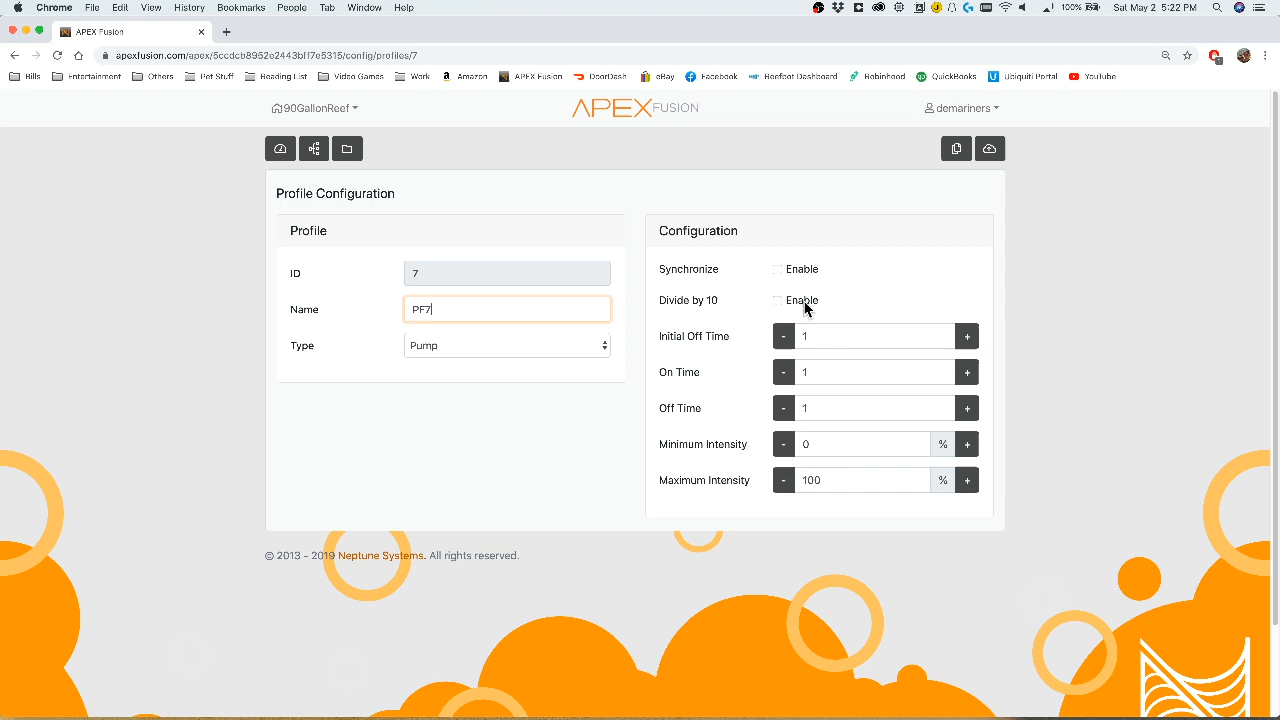 Chrome File Edit View History Bookmarks People Tab Window Help 100% Sat May 2, 5:22 PM
APEX Fusion
apexfusion.com/apex/5ccdcb8952e2443bf7e5315/config/profiles/7
Bills Entertainment Others Pet Stuff Reading List Video Games Work Amazon APEX Fusion DoorDash eBay Facebook Reefbot Dashboard Robinhood QuickBooks Ubiquiti Portal YouTube
90GallonReef APEX FUSION demariners
Profile Configuration
Profile
ID 7
Name PF7
Type Pump
Configuration
Synchronize Enable
Divide by 10 Enable
Initial Off Time - 1 +
On Time - 1 +
Off Time - 1 +
Minimum Intensity - 0 % +
Maximum Intensity - 100 % +
© 2013 - 2019 Neptune Systems. All rights reserved.